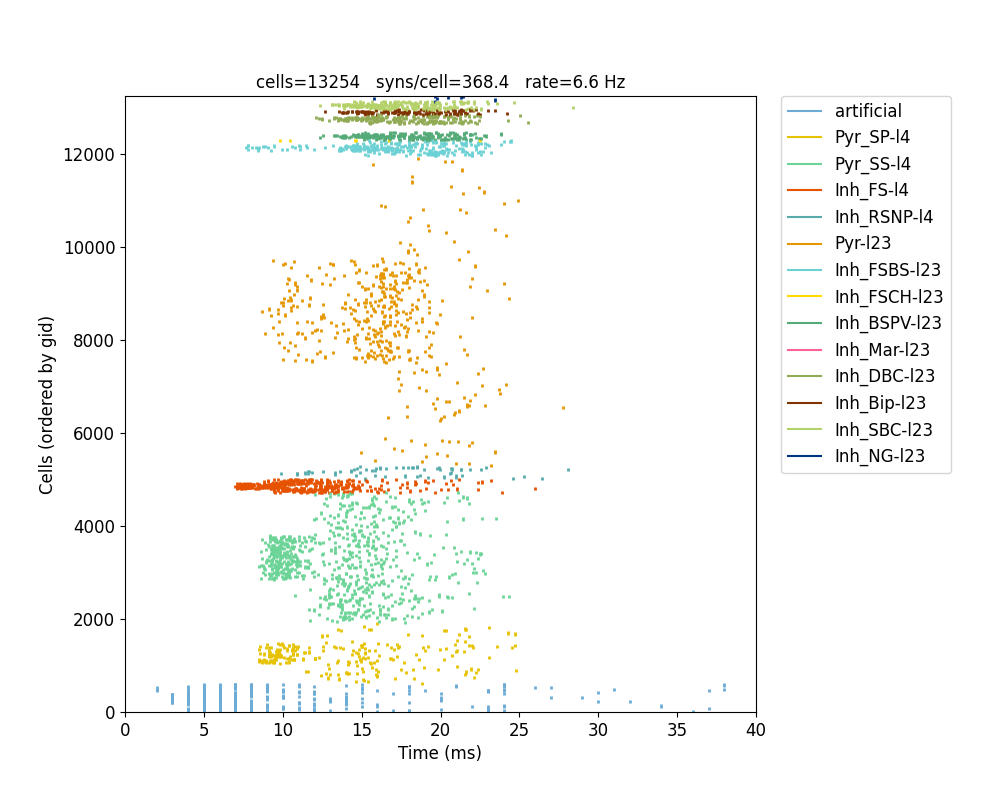 cells=13254   syns/cell=368.4   rate=6.6 Hz
Cells (ordered by gid)
12000
10000
8000
6000
4000
2000
0
0 5 10 15 20 25 30 35 40
Time (ms)
artificial
Pyr_SP-l4
Pyr_SS-l4
Inh_FS-l4
Inh_RSNP-l4
Pyr-l23
Inh_FSBS-l23
Inh_FSCH-l23
Inh_BSPV-l23
Inh_Mar-l23
Inh_DBC-l23
Inh_Bip-l23
Inh_SBC-l23
Inh_NG-l23